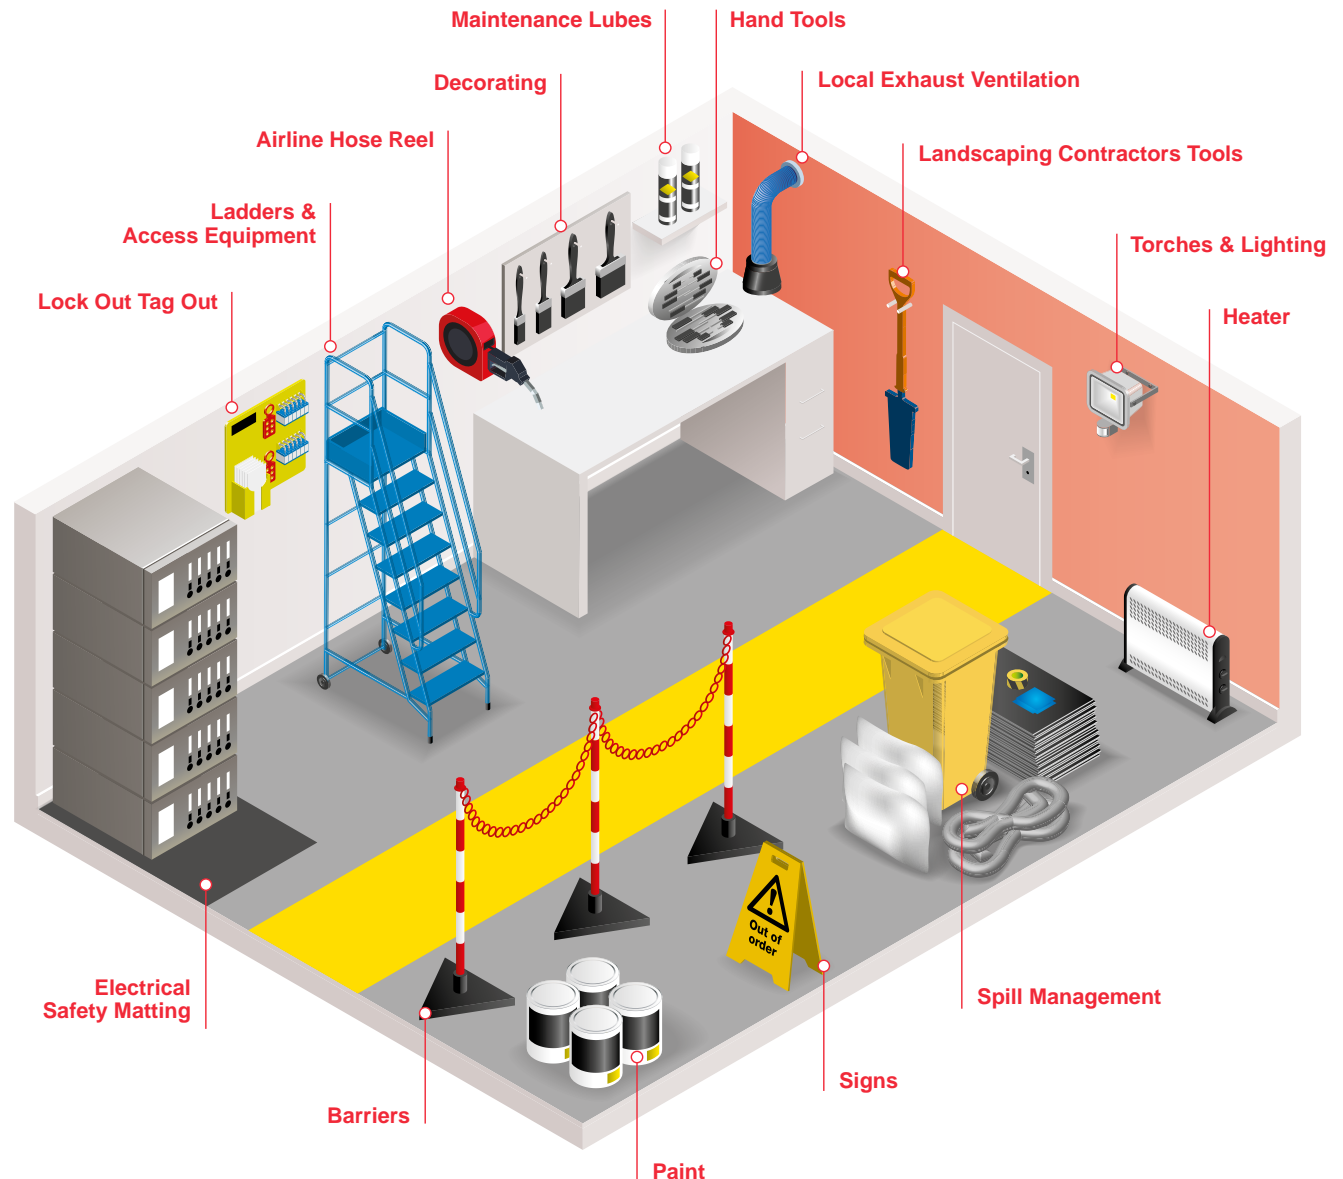 Maintenance Lubes
Hand Tools
Decorating
Local Exhaust Ventilation
Airline Hose Reel
Landscaping Contractors Tools
Ladders &
Access Equipment
Torches & Lighting
Lock Out Tag Out
Heater
Out of
order
Electrical
Safety Matting
Spill Management
Signs
Barriers
Paint